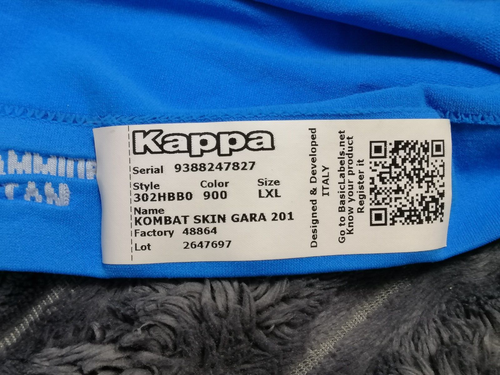 Kappa
Serial 9388247827
Style Color Size
302HBB0 900 LXL
Name
KOMBAT SKIN GARA 201
Factory 48864
Lot 2647697
Designed & Developed
ITALY
Go to BasicLabels.net
Know your product
Register it